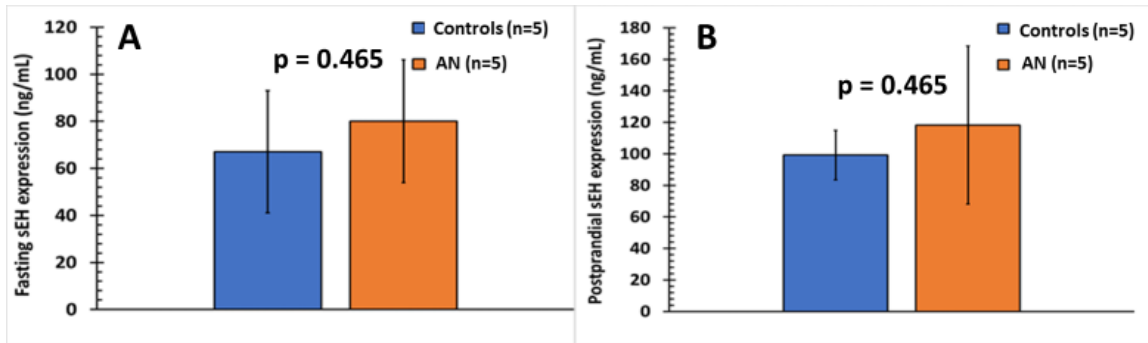 A
Fasting sEH expression (ng/mL)
120
100
80
60
40
20
0
p = 0.465
Controls (n=5)
AN (n=5)
B
Postprandial sEH expression (ng/mL)
180
160
140
120
100
80
60
40
20
0
p = 0.465
Controls (n=5)
AN (n=5)